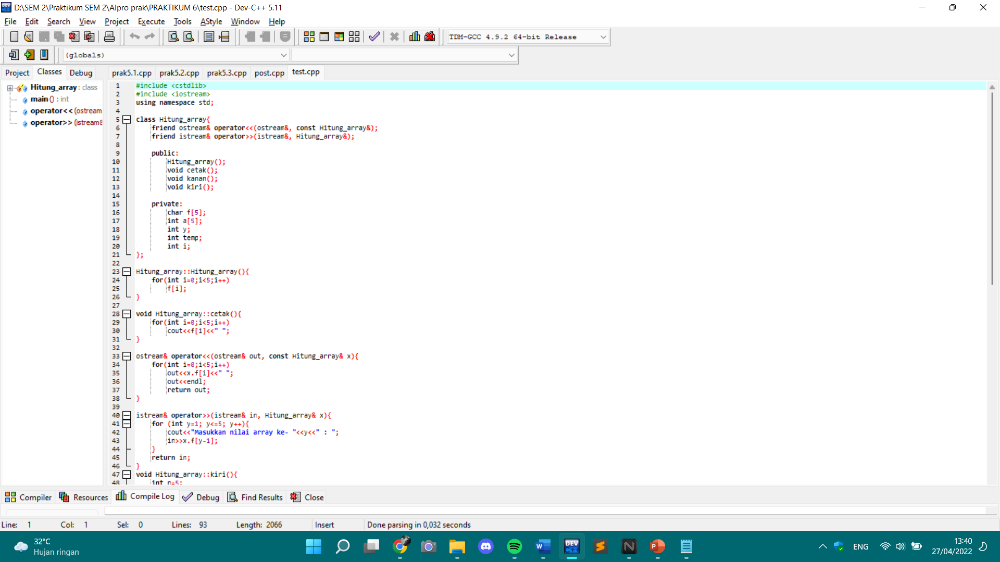 D:\SEM 2\Praktikum SEM 2\Alpro prak\PRAKTIKUM 6\test.cpp - Dev-C++ 5.11
File Edit Search View Project Execute Tools AStyle Window Help
TDM-GCC 4.9.2 64-bit Release
(globals)
Project Classes Debug prak5.1.cpp prak5.2.cpp prak5.3.cpp post.cpp test.cpp
Hitung_array : class
main () : int
operator<< (ostream
operator>> (istream&
1 #include <cstdlib>
2 #include <iostream>
3 using namespace std;
4
5 class Hitung_array{
6 friend ostream& operator<<(ostream&, const Hitung_array&);
7 friend istream& operator>>(istream&, Hitung_array&);
8
9 public:
10 Hitung_array();
11 void cetak();
12 void kanan();
13 void kiri();
14
15 private:
16 char f[5];
17 int a[5];
18 int y;
19 int temp;
20 int i;
21 };
22
23 Hitung_array::Hitung_array(){
24 for(int i=0;i<5;i++)
25 f[i];
26 }
27
28 void Hitung_array::cetak(){
29 for(int i=0;i<5;i++)
30 cout<<f[i]<<" ";
31 }
32
33 ostream& operator<<(ostream& out, const Hitung_array& x){
34 for(int i=0;i<5;i++)
35 out<<x.f[i]<<" ";
36 out<<endl;
37 return out;
38 }
39
40 istream& operator>>(istream& in, Hitung_array& x){
41 for (int y=1; y<=5; y++){
42 cout<<"Masukkan nilai array ke- "<<y<<" : ";
43 in>>x.f[y-1];
44 }
45 return in;
46 }
47 void Hitung_array::kiri(){
48 int n=5;
Compiler Resources Compile Log Debug Find Results Close
Line: 1 Col: 1 Sel: 0 Lines: 93 Length: 2066 Insert Done parsing in 0,032 seconds
32°C
Hujan ringan
DEV
C++
ENG
13:40
27/04/2022